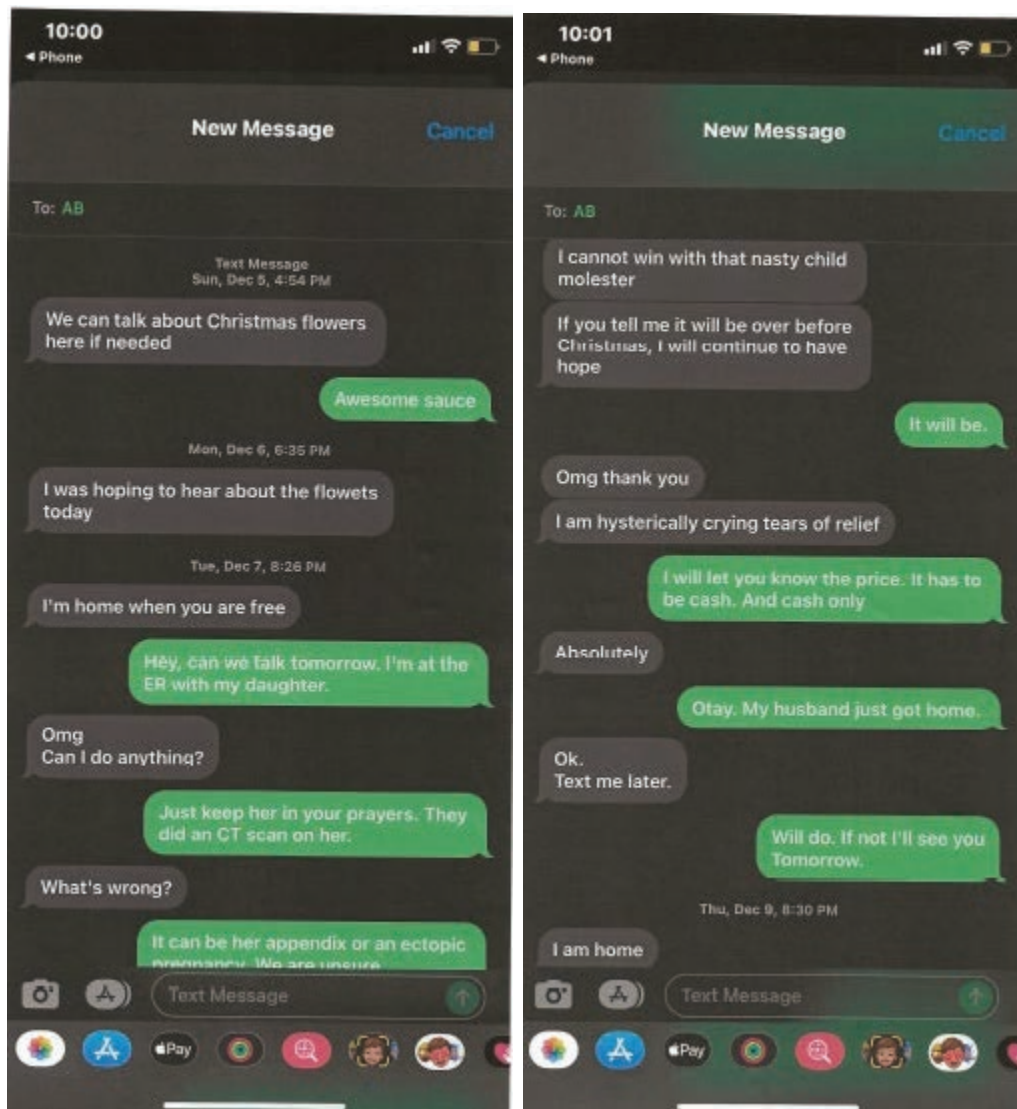 10:00
◀ Phone
New Message
Cancel
To: AB
Text Message
Sun, Dec 5, 4:54 PM
We can talk about Christmas flowers
here if needed
Awesome sauce
Mon, Dec 6, 6:35 PM
I was hoping to hear about the flowets
today
Tue, Dec 7, 8:26 PM
I'm home when you are free
Hey, can we talk tomorrow. I'm at the
ER with my daughter.
Omg
Can I do anything?
Just keep her in your prayers. They
did an CT scan on her.
What's wrong?
It can be her appendix or an ectopic
pregnancy. We are unsure
Text Message
Pay
10:01
◀ Phone
New Message
Cancel
To: AB
I cannot win with that nasty child
molester
If you tell me it will be over before
Christmas, I will continue to have
hope
It will be.
Omg thank you
I am hysterically crying tears of relief
I will let you know the price. It has to
be cash. And cash only
Absolutely
Otay. My husband just got home.
Ok.
Text me later.
Will do. If not I'll see you
Tomorrow.
Thu, Dec 9, 8:30 PM
I am home
Text Message
Pay